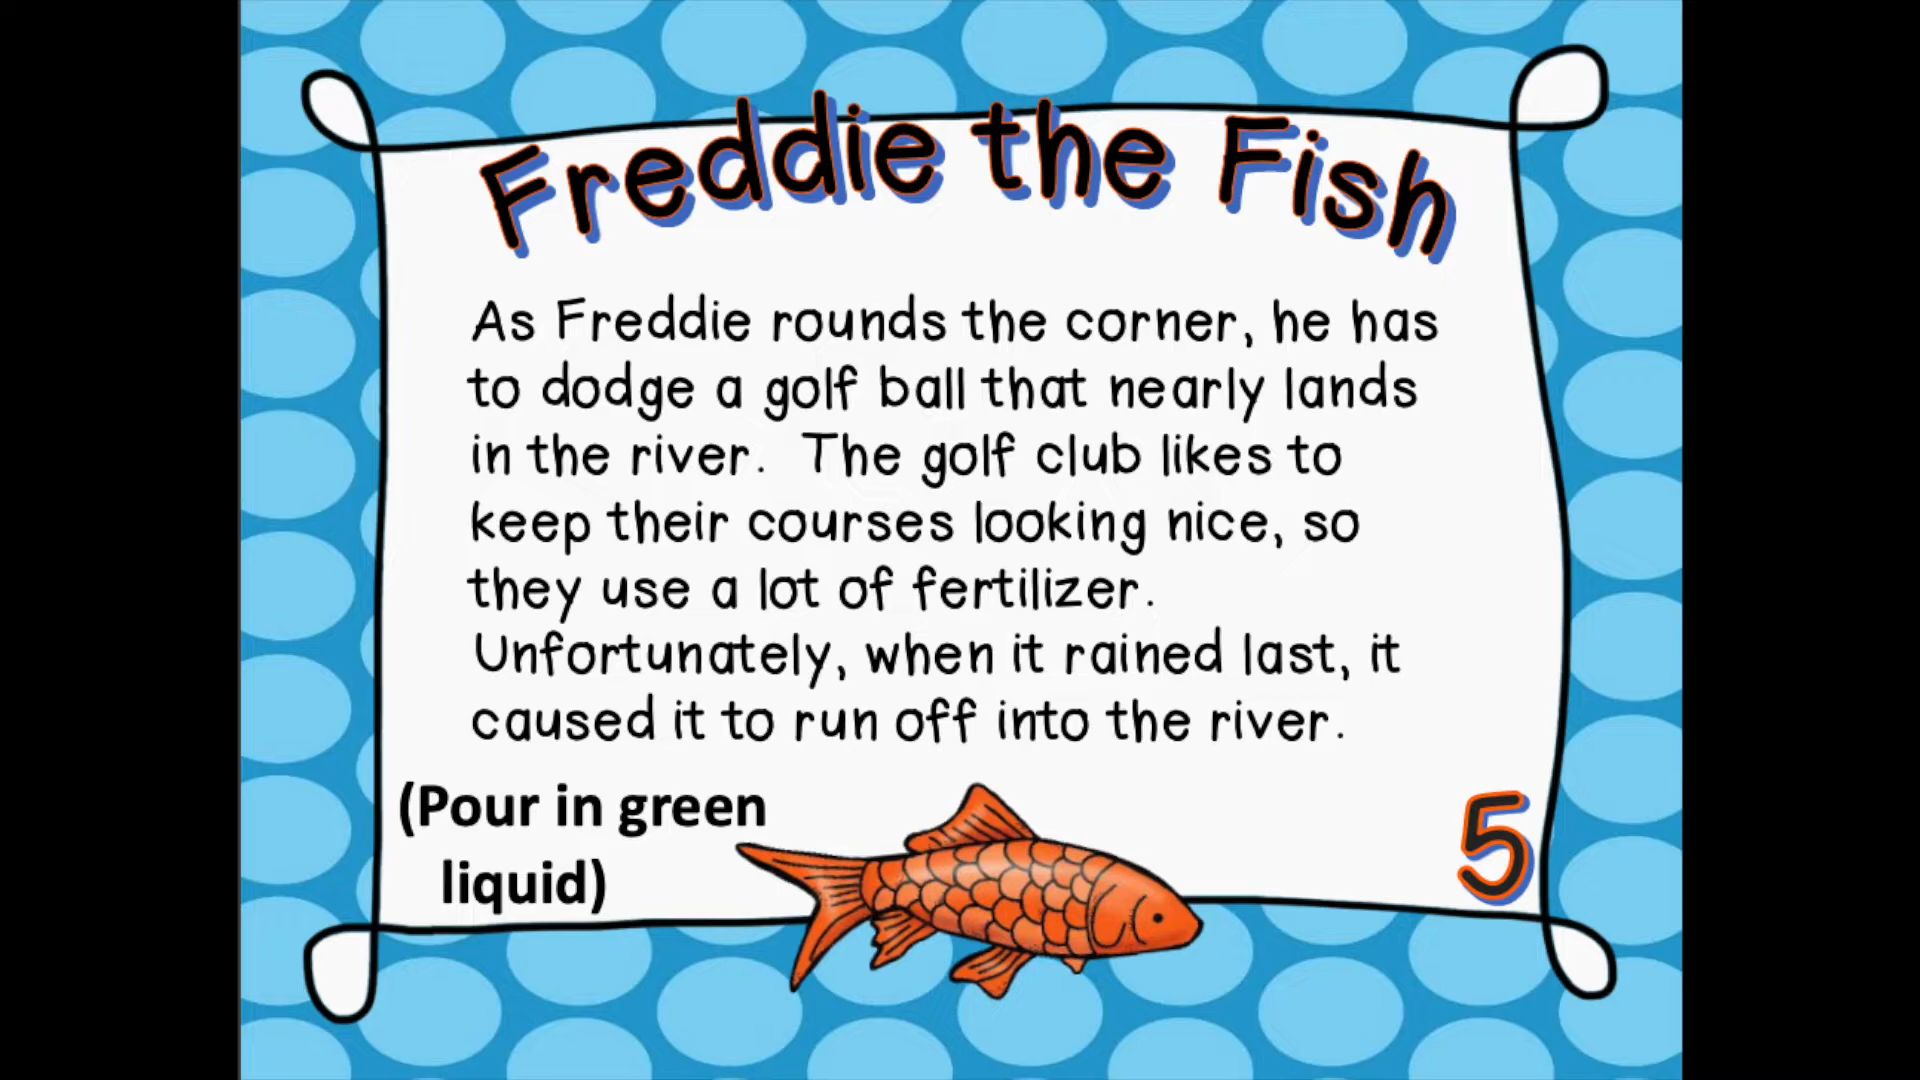 Freddie the Fish
As Freddie rounds the corner, he has
to dodge a golf ball that nearly lands
in the river. The golf club likes to
keep their courses looking nice, so
they use a lot of fertilizer.
Unfortunately, when it rained last, it
caused it to run off into the river.
(Pour in green
liquid)
5